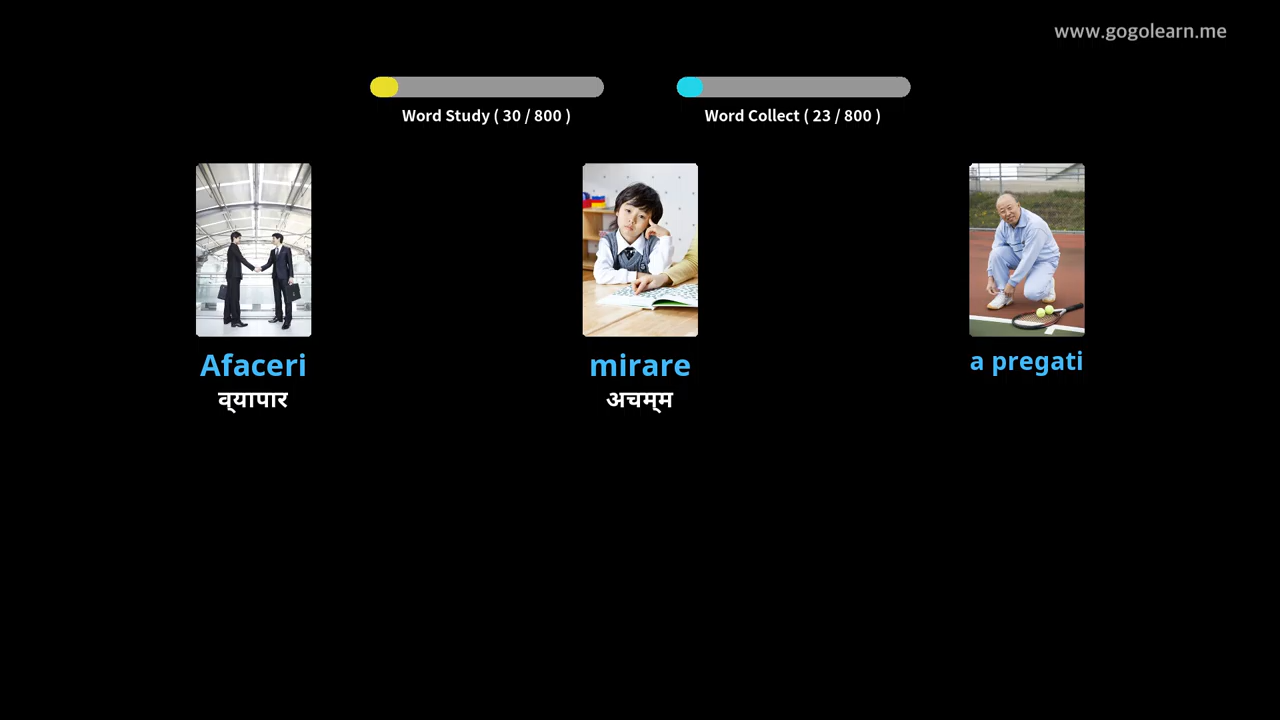 www.gogolearn.me
Word Study ( 30 / 800 )
Word Collect ( 23 / 800 )
Afaceri
mirare
a pregati
व्यापार
अचम्म